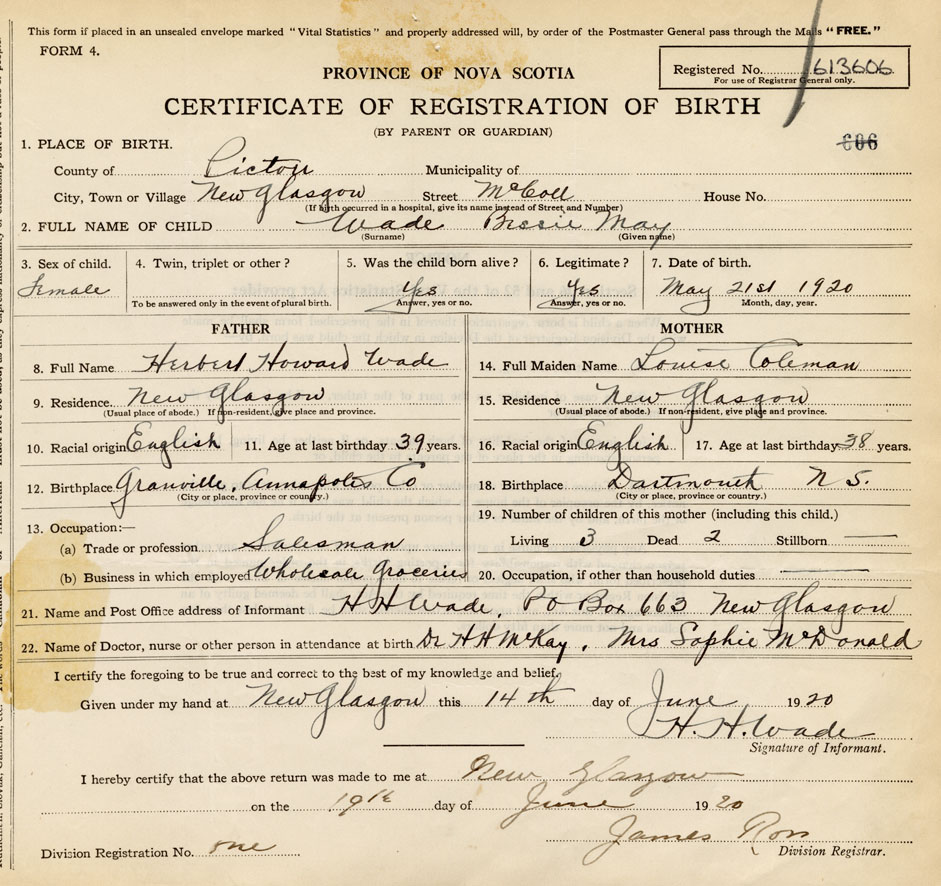 This form if placed in an unsealed envelope marked "Vital Statistics" and properly addressed will, by order of the Postmaster General pass through the Mails "FREE."
FORM 4.
Registered No. 613606
For use of Registrar General only.
PROVINCE OF NOVA SCOTIA
CERTIFICATE OF REGISTRATION OF BIRTH
(BY PARENT OR GUARDIAN)
606
1. PLACE OF BIRTH.
County of Pictou Municipality of
City, Town or Village New Glasgow Street McColl House No.
(If birth occurred in a hospital, give its name instead of Street and Number)
2. FULL NAME OF CHILD Wade Bessie May
(Surname) (Given name)
3. Sex of child. 4. Twin, triplet or other? 5. Was the child born alive? 6. Legitimate? 7. Date of birth.
Female Yes Yes May 21st 1920
To be answered only in the event of plural birth. Answer, yes or no. Answer, yes or no. Month, day, year.
FATHER MOTHER
8. Full Name Herbert Howard Wade 14. Full Maiden Name Louise Coleman
9. Residence. New Glasgow 15. Residence New Glasgow
(Usual place of abode.) If non-resident, give place and province. (Usual place of abode.) If non-resident, give place and province.
10. Racial origin English 11. Age at last birthday 39 years. 16. Racial origin English 17. Age at last birthday 38 years.
12. Birthplace Granville, Annapolis Co 18. Birthplace Dartmouth N S.
(City or place, province or country.) (City or place, province or country.)
13. Occupation:— 19. Number of children of this mother (including this child.)
(a) Trade or profession Salesman Living 3 Dead 2 Stillborn —
(b) Business in which employed Wholesale Groceries 20. Occupation, if other than household duties —
21. Name and Post Office address of Informant H H Wade, PO Box 663 New Glasgow
22. Name of Doctor, nurse or other person in attendance at birth Dr H H McKay, Mrs Sophie McDonald
I certify the foregoing to be true and correct to the best of my knowledge and belief.
Given under my hand at New Glasgow this 14th day of June 1920
H. H. Wade
Signature of Informant.
I hereby certify that the above return was made to me at New Glasgow
on the 19th day of June 1920
James Ross
Division Registration No. one Division Registrar.